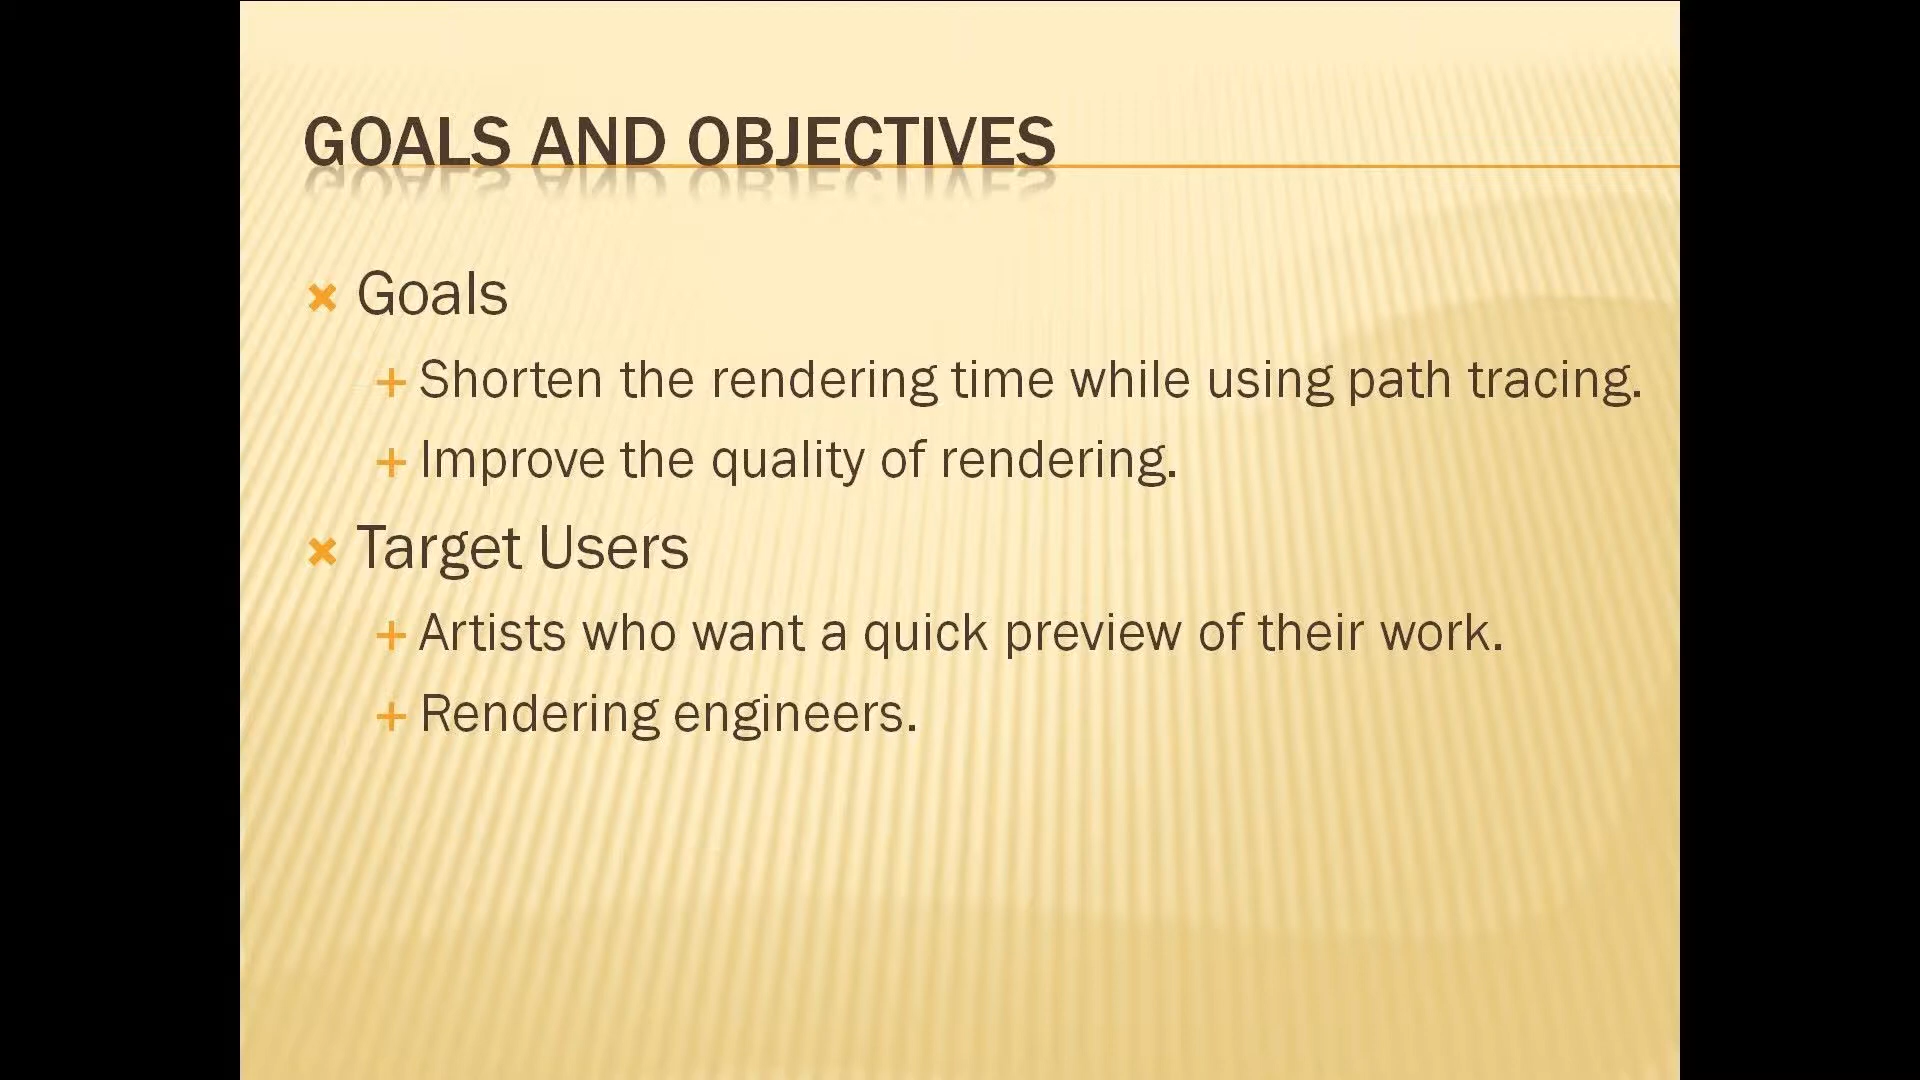 GOALS AND OBJECTIVES
Goals
Shorten the rendering time while using path tracing.
Improve the quality of rendering.
Target Users
Artists who want a quick preview of their work.
Rendering engineers.